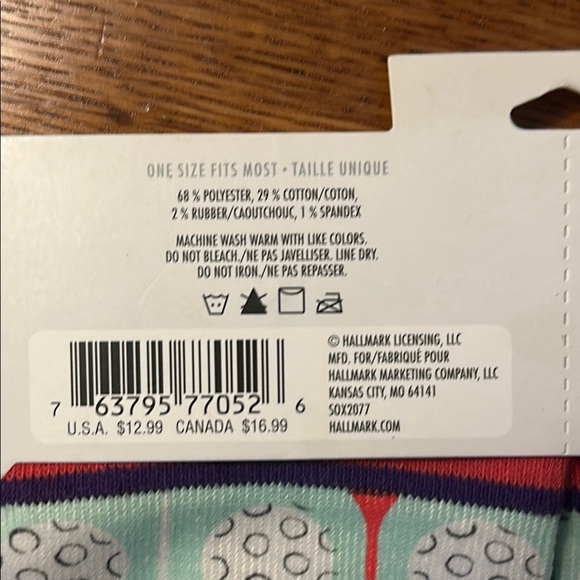 ONE SIZE FITS MOST • TAILLE UNIQUE
68 % POLYESTER, 29 % COTTON/COTON,
2 % RUBBER/CAOUTCHOUC, 1 % SPANDEX
MACHINE WASH WARM WITH LIKE COLORS.
DO NOT BLEACH./NE PAS JAVELLISER. LINE DRY.
DO NOT IRON./NE PAS REPASSER.
7 63795 77052 6
U.S.A. $12.99 CANADA $16.99
© HALLMARK LICENSING, LLC
MFD. FOR/FABRIQUÉ POUR
HALLMARK MARKETING COMPANY, LLC
KANSAS CITY, MO 64141
SOX2077
HALLMARK.COM